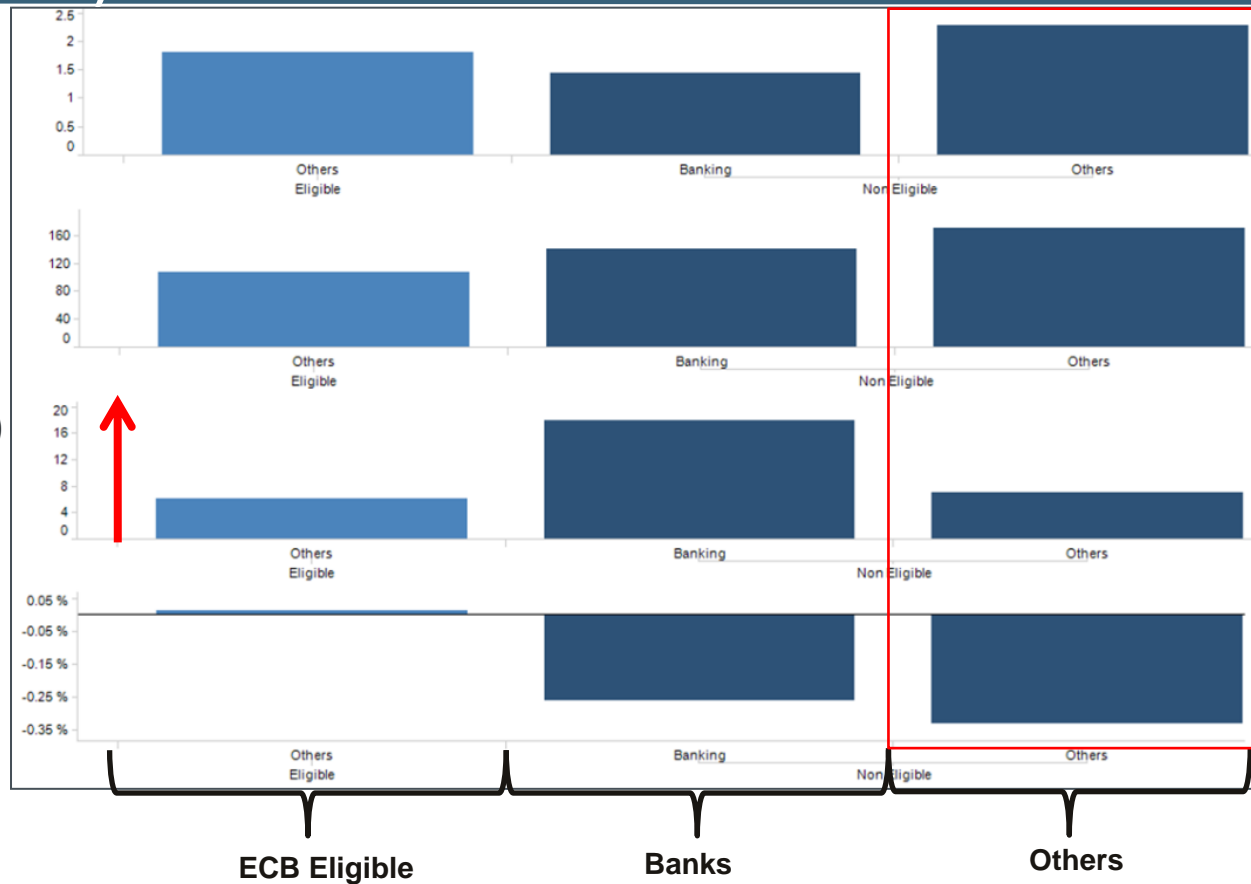 2.5
2
1.5
1
0.5
0
Others Banking Others
Eligible Non Eligible
160
120
80
40
0
Others Banking Others
Eligible Non Eligible
)
20
16
12
8
4
0
Others Banking Others
Eligible Non Eligible
0.05 %
-0.05 %
-0.15 %
-0.25 %
-0.35 %
Others Banking Others
Eligible Non Eligible
ECB Eligible Banks Others